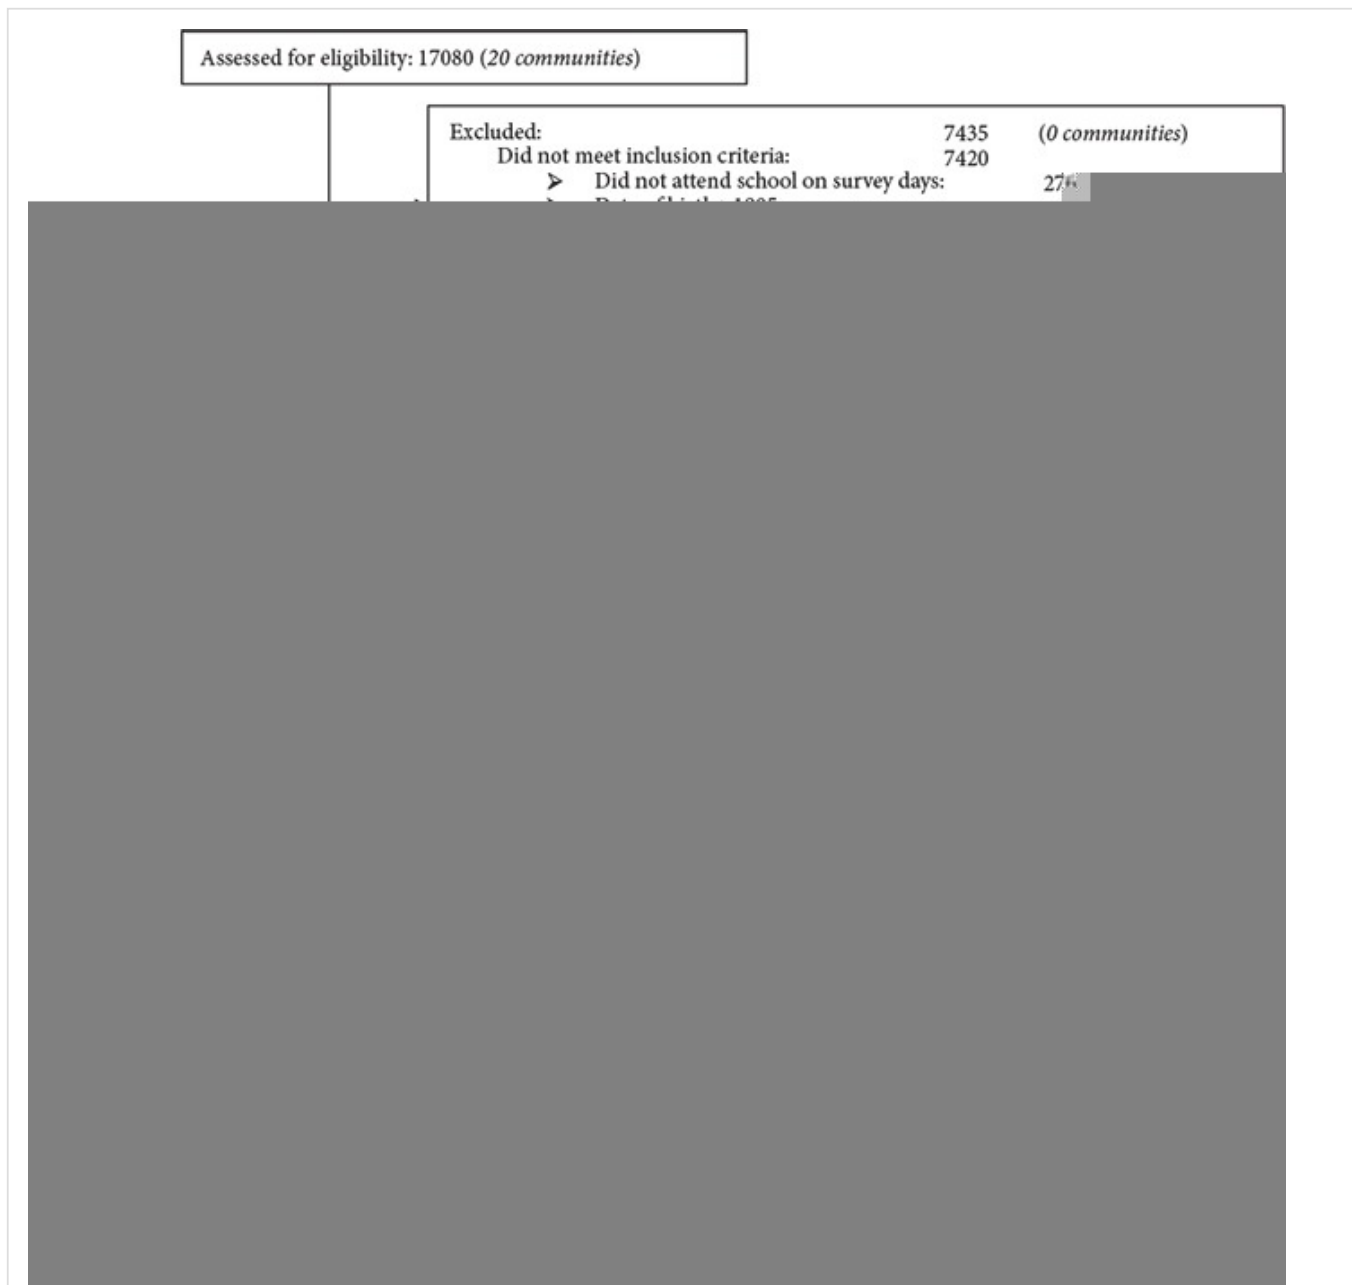 Assessed for eligibility: 17080 (20 communities)
Excluded: 7435 (0 communities)
Did not meet inclusion criteria: 7420
➢ Did not attend school on survey days: